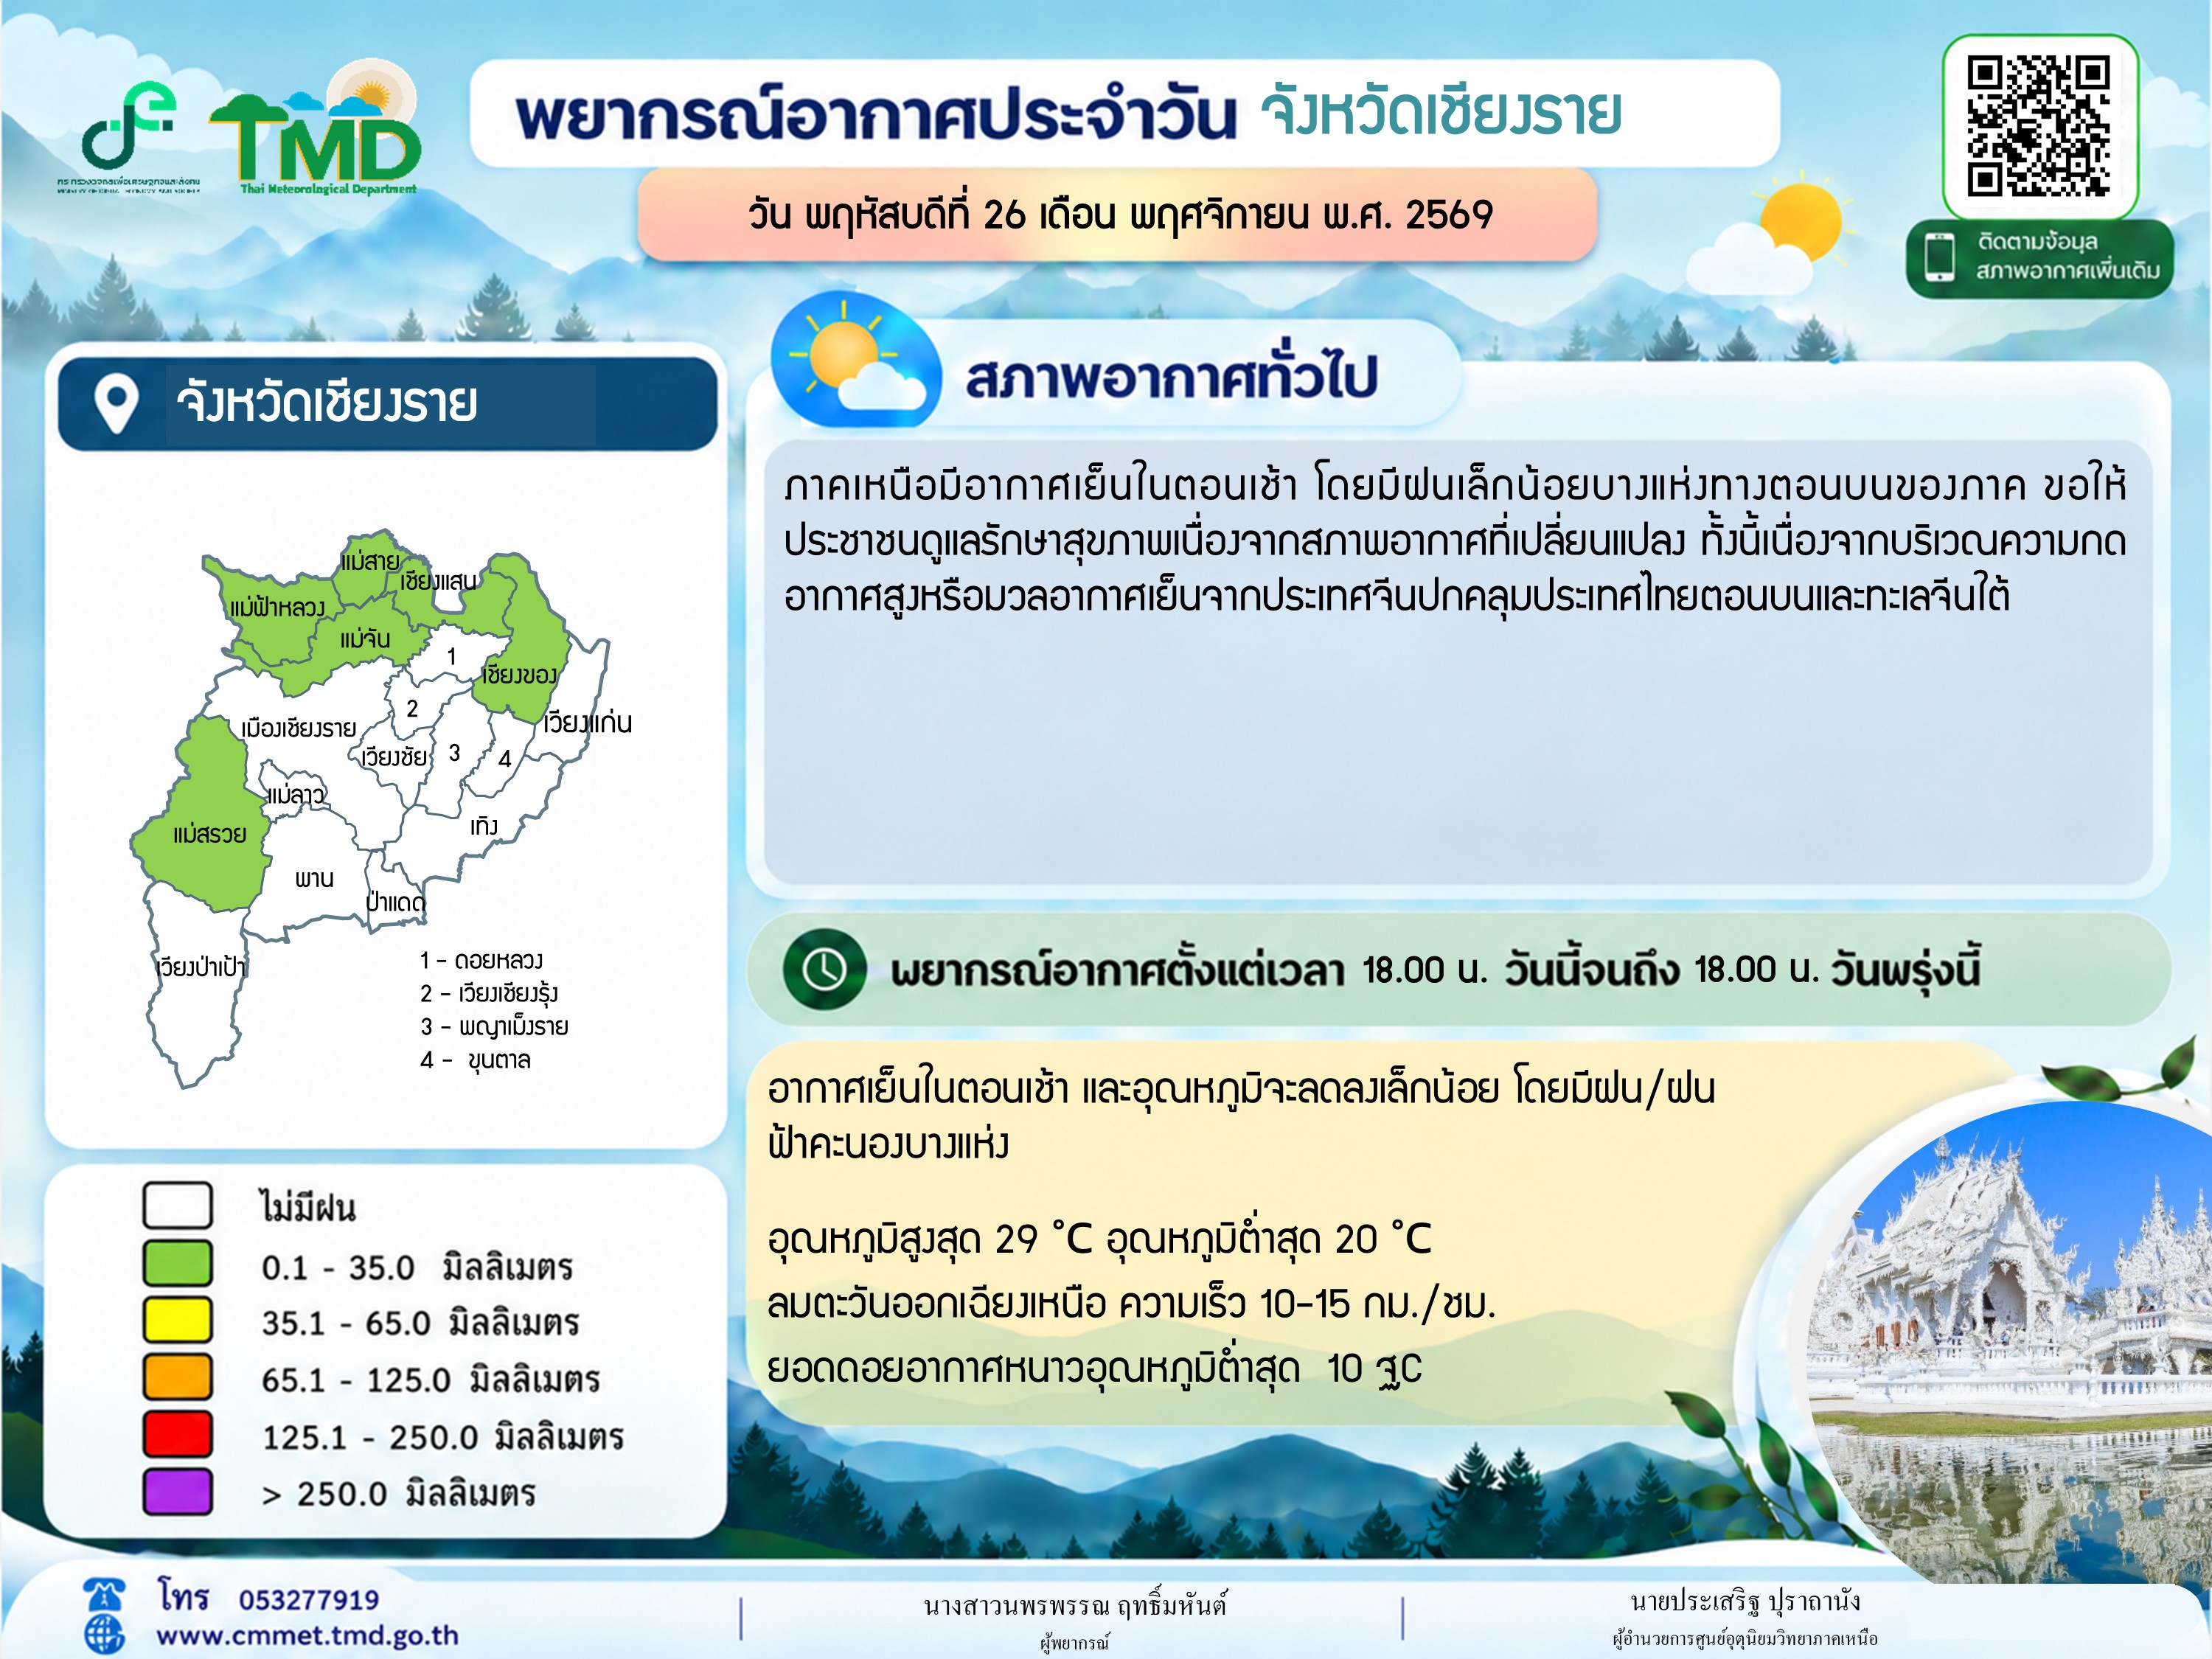 TMD
Thai Meteorological Department
พยากรณ์อากาศประจำวัน จังหวัดเชียงราย
วัน พฤหัสบดีที่ 26 เดือน พฤศจิกายน พ.ศ. 2569
ติดตามข้อมูล
สภาพอากาศเพิ่นเดิม
จังหวัดเชียงราย
แม่สาย
เชียงแสน
แม่ฟ้าหลวง
แม่จัน
1
เชียงของ
2
เวียงแก่น
เมืองเชียงราย
3
4
เวียงชัย
แม่ลาว
เทิง
แม่สรวย
พาน
ป่าแดด
เวียงป่าเป้า
1 - ดอยหลวง
2 - เวียงเชียงรุ้ง
3 - พญาเม็งราย
4 - ขุนตาล
ไม่มีฝน
0.1 - 35.0 มิลลิเมตร
35.1 - 65.0 มิลลิเมตร
65.1 - 125.0 มิลลิเมตร
125.1 - 250.0 มิลลิเมตร
> 250.0 มิลลิเมตร
สภาพอากาศทั่วไป
ภาคเหนือมีอากาศเย็นในตอนเช้า โดยมีฝนเล็กน้อยบางแห่งทางตอนบนของภาค ขอให้
ประชาชนดูแลรักษาสุขภาพเนื่องจากสภาพอากาศที่เปลี่ยนแปลง ทั้งนี้เนื่องจากบริเวณความกด
อากาศสูงหรือมวลอากาศเย็นจากประเทศจีนปกคลุมประเทศไทยตอนบนและทะเลจีนใต้
พยากรณ์อากาศตั้งแต่เวลา 18.00 น. วันนี้จนถึง 18.00 น. วันพรุ่งนี้
อากาศเย็นในตอนเช้า และอุณหภูมิจะลดลงเล็กน้อย โดยมีฝน/ฝน
ฟ้าคะนองบางแห่ง
อุณหภูมิสูงสุด 29 °C อุณหภูมิต่ำสุด 20 °C
ลมตะวันออกเฉียงเหนือ ความเร็ว 10-15 กม./ชม.
ยอดดอยอากาศหนาวอุณหภูมิต่ำสุด 10 ฐC
โทร 053277919
www.cmmet.tmd.go.th
นางสาวนพรพรรณ ฤทธิ์มหันต์
ผู้พยากรณ์
นายประเสริฐ ปุราถานัง
ผู้อำนวยการศูนย์อุตุนิยมวิทยาภาคเหนือ